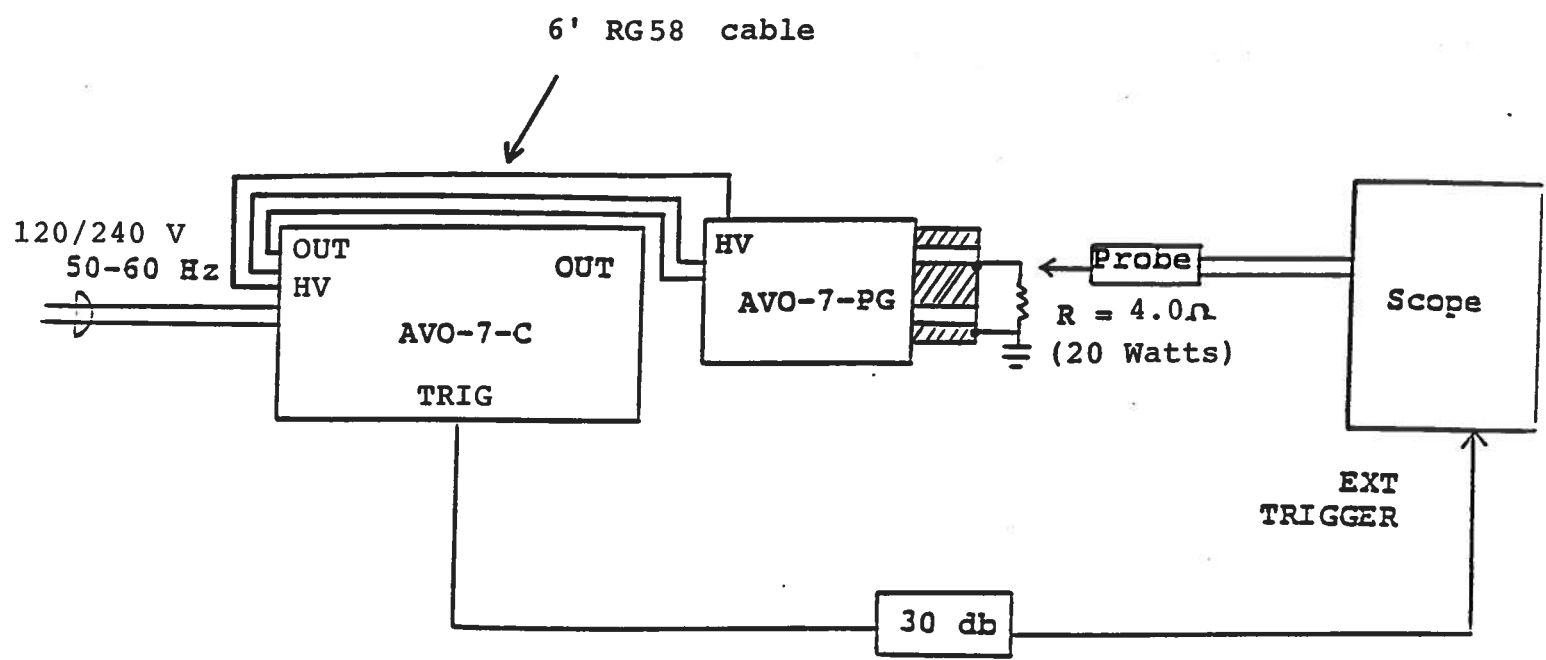 6' RG58 cable
120/240 V
50-60 Hz
OUT
HV
OUT
AVO-7-C
TRIG
HV
AVO-7-PG
Probe
R = 4.0Ω
(20 Watts)
Scope
EXT
TRIGGER
30 db